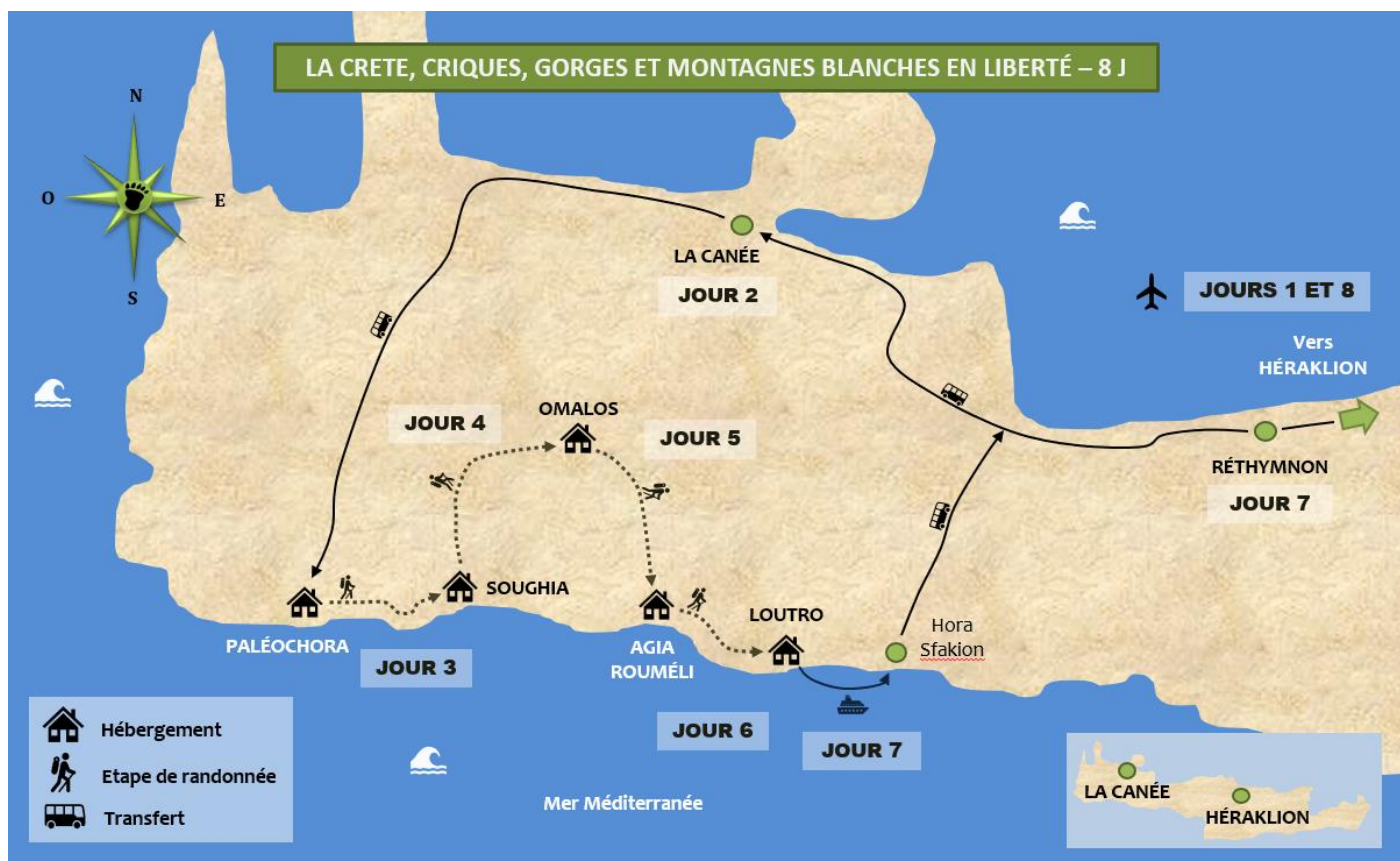 LA CRETE, CRIQUES, GORGES ET MONTAGNES BLANCHES EN LIBERTÉ – 8 J
N
O
E
S
LA CANÉE
JOUR 2
JOURS 1 ET 8
Vers
HÉRAKLION
JOUR 4
OMALOS
JOUR 5
RÉTHYMNON
JOUR 7
SOUGHIA
PALÉOCHORA
JOUR 3
AGIA
ROUMÉLI
LOUTRO
Hora
Sfakion
JOUR 6
JOUR 7
Hébergement
Etape de randonnée
Transfert
Mer Méditerranée
LA CANÉE
HÉRAKLION